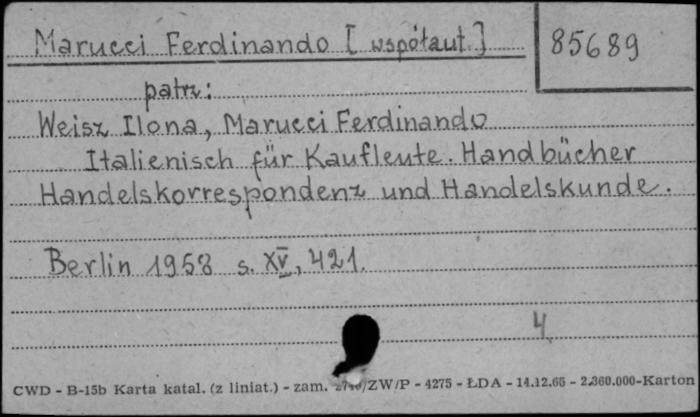 Marucci Ferdinando [współaut.]
85689
patrz:
Weisz Ilona, Marucci Ferdinando
Italienisch für Kaufleute. Handbücher
Handelskorrespondenz und Handelskunde.
Berlin 1958 s. XV, 421.
4
CWD - B-15b Karta katal. (z liniat.) - zam. /ZW/P - 4275 - ŁDA - 14.12.65 - 2.360.000-Karton